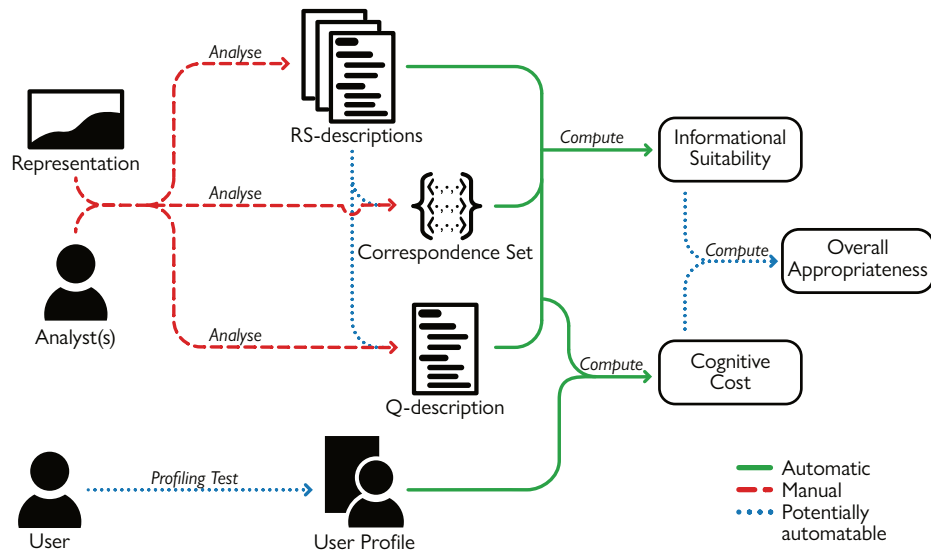 Analyse
RS-descriptions
Representation
Compute
Informational
Suitability
Analyse
Correspondence Set
Compute
Overall
Appropriateness
Analyst(s)
Analyse
Q-description
Compute
Cognitive
Cost
Profiling Test
User
User Profile
Automatic
Manual
Potentially
automatable